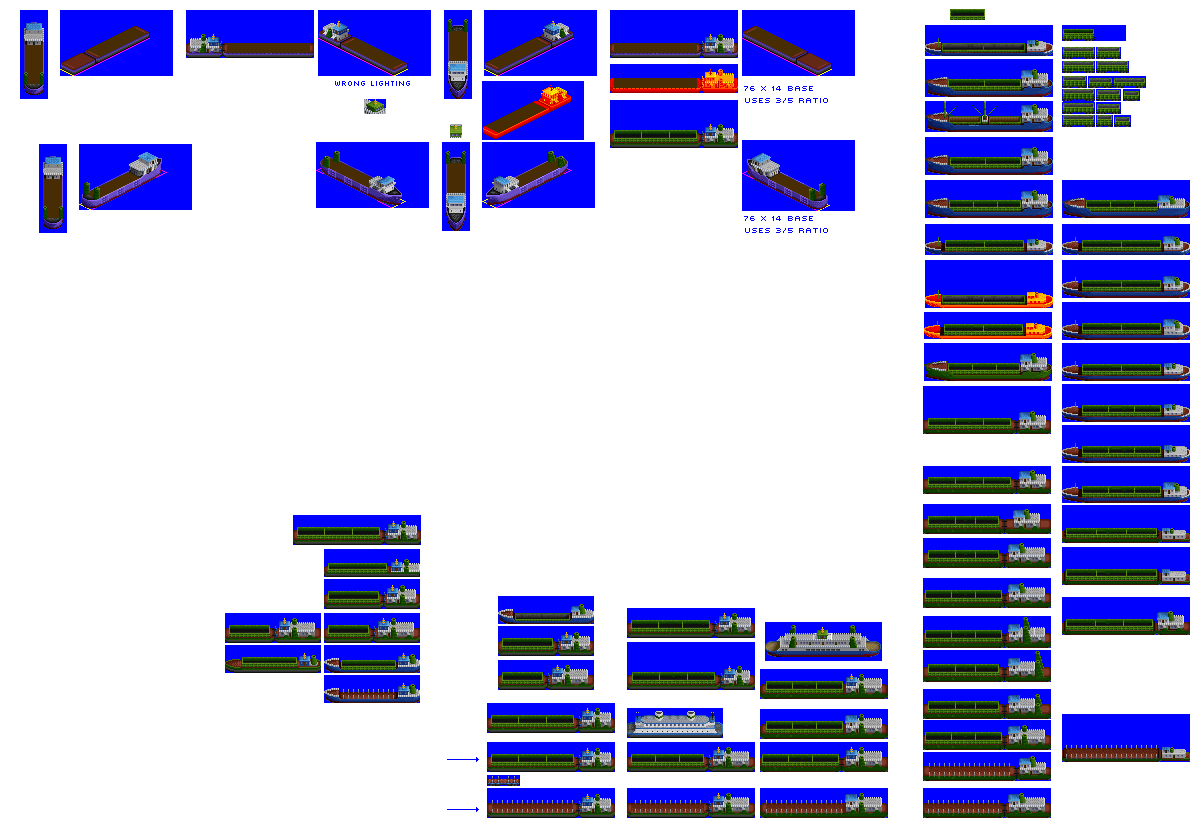 WRONG LIGHTING
76 X 14 BASE
USES 3/5 RATIO
76 X 14 BASE
USES 3/5 RATIO